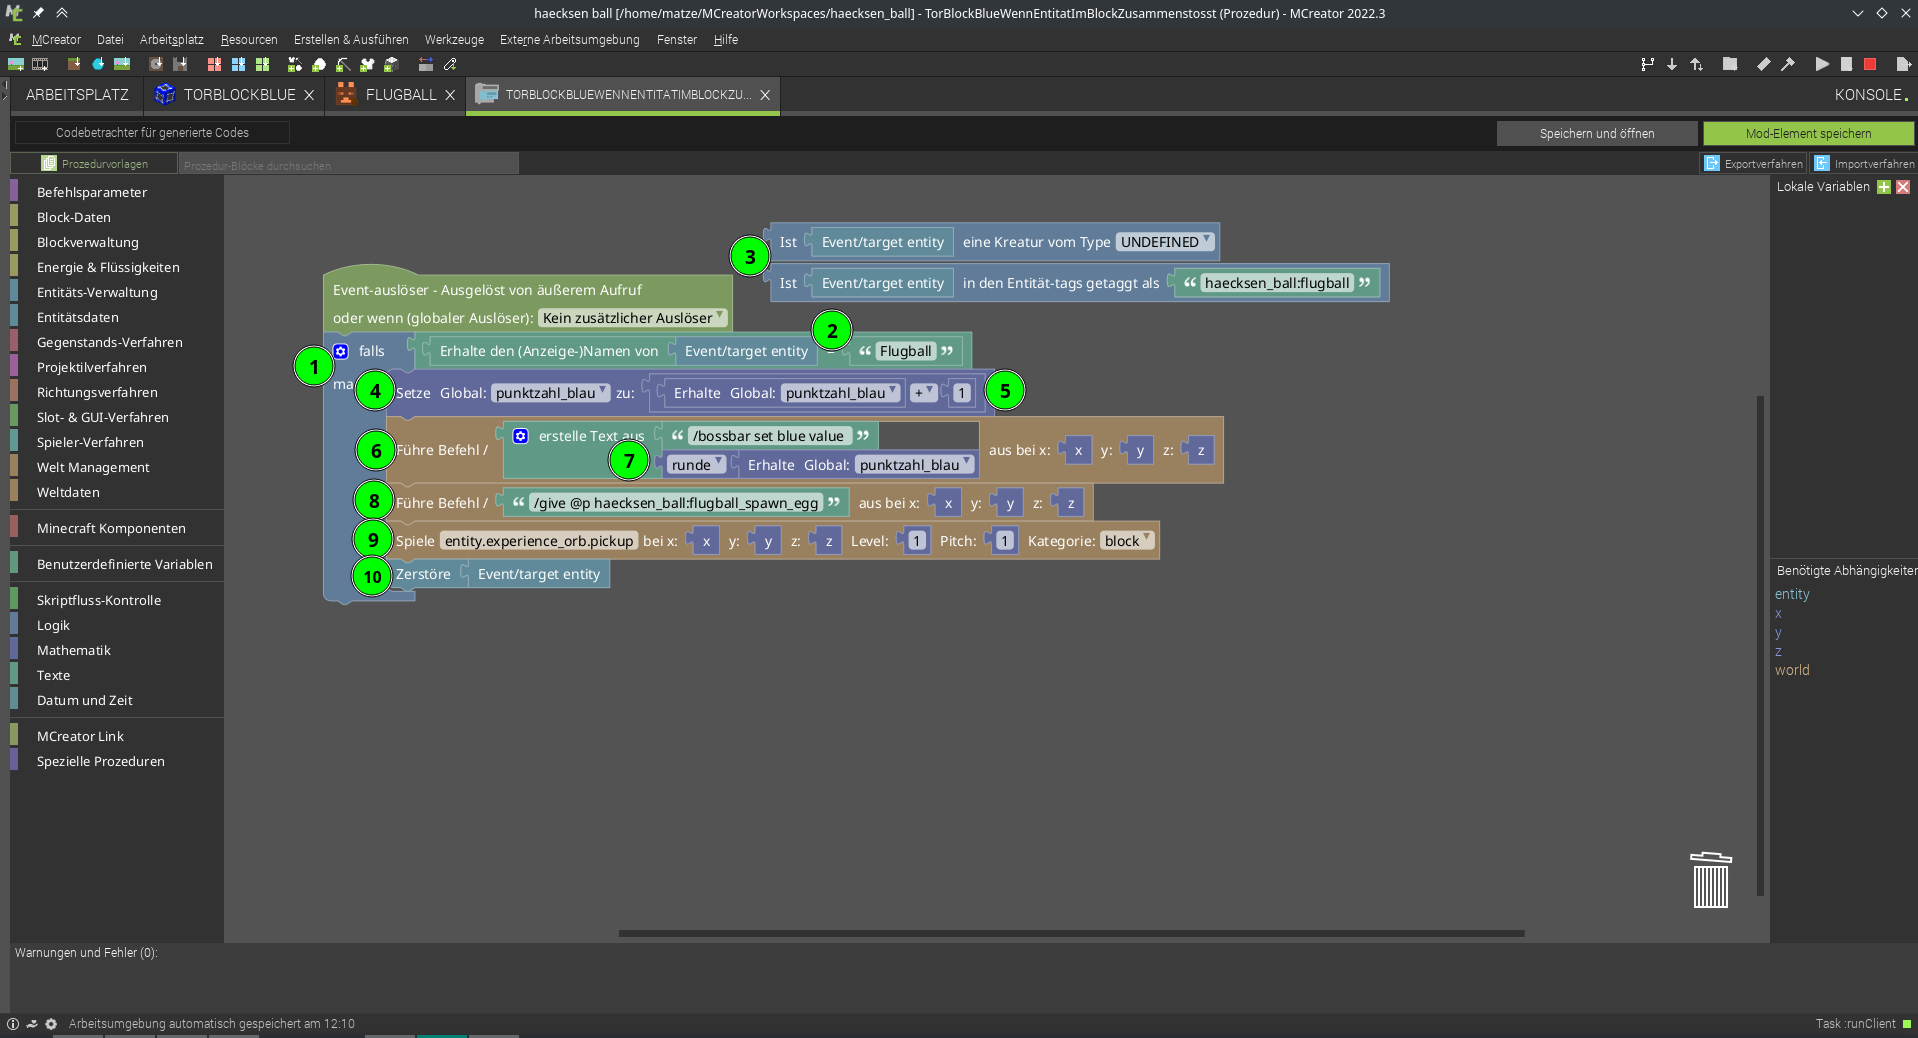 haecksen ball [/home/matze/MCreatorWorkspaces/haecksen_ball] - TorBlockBlueWennEntitatImBlockZusammenstosst (Prozedur) - MCreator 2022.3
MCreator Datei Arbeitsplatz Resourcen Erstellen & Ausführen Werkzeuge Externe Arbeitsumgebung Fenster Hilfe
ARBEITSPLATZ TORBLOCKBLUE FLUGBALL TORBLOCKBLUEWENNENTITATIMBLOCKZU... KONSOLE
Codebetrachter für generierte Codes Speichern und öffnen Mod-Element speichern
Prozedurvorlagen Prozedur-Blöcke durchsuchen Exportverfahren Importverfahren
Befehlsparameter
Block-Daten
Blockverwaltung
Energie & Flüssigkeiten
Entitäts-Verwaltung
Entitätsdaten
Gegenstands-Verfahren
Projektilverfahren
Richtungsverfahren
Slot- & GUI-Verfahren
Spieler-Verfahren
Welt Management
Weltdaten
Minecraft Komponenten
Benutzerdefinierte Variablen
Skriptfluss-Kontrolle
Logik
Mathematik
Texte
Datum und Zeit
MCreator Link
Spezielle Prozeduren
3 Ist Event/target entity eine Kreatur vom Type UNDEFINED
Ist Event/target entity in den Entität-tags getaggt als “ haecksen_ball:flugball ”
Event-auslöser - Ausgelöst von äußerem Aufruf
oder wenn (globaler Auslöser): Kein zusätzlicher Auslöser
1 falls Erhalte den (Anzeige-)Namen von Event/target entity 2 “ Flugball ”
ma
4 Setze Global: punktzahl_blau zu: Erhalte Global: punktzahl_blau + 1 5
6 Führe Befehl / erstelle Text aus “ /bossbar set blue value ” aus bei x: x y: y z: z
7 runde Erhalte Global: punktzahl_blau
8 Führe Befehl / “ /give @p haecksen_ball:flugball_spawn_egg ” aus bei x: x y: y z: z
9 Spiele entity.experience_orb.pickup bei x: x y: y z: z Level: 1 Pitch: 1 Kategorie: block
10 Zerstöre Event/target entity
Lokale Variablen
Benötigte Abhängigkeiten
entity
x
y
z
world
Warnungen und Fehler (0):
Arbeitsumgebung automatisch gespeichert am 12:10 Task :runClient